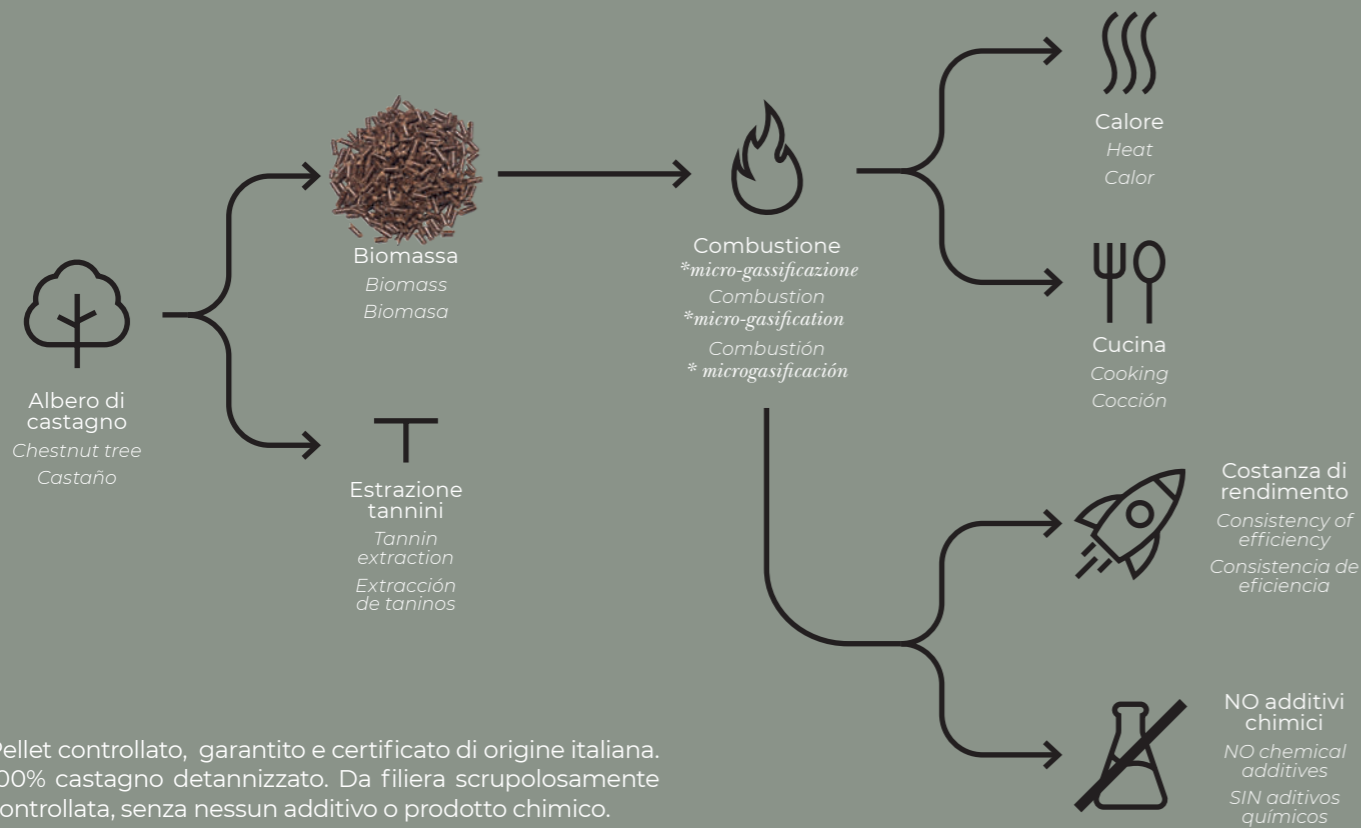 Albero di
castagno
Chestnut tree
Castaño
Biomassa
Biomass
Biomasa
Estrazione
tannini
Tannin
extraction
Extracción
de taninos
Combustione
*micro-gassificazione
Combustion
*micro-gasification
Combustión
* microgasificación
Calore
Heat
Calor
Cucina
Cooking
Cocción
Costanza di
rendimento
Consistency of
efficiency
Consistencia de
eficiencia
NO additivi
chimici
NO chemical
additives
SIN aditivos
químicos
Pellet controllato, garantito e certificato di origine italiana.
100% castagno detannizzato. Da filiera scrupolosamente
controllata, senza nessun additivo o prodotto chimico.